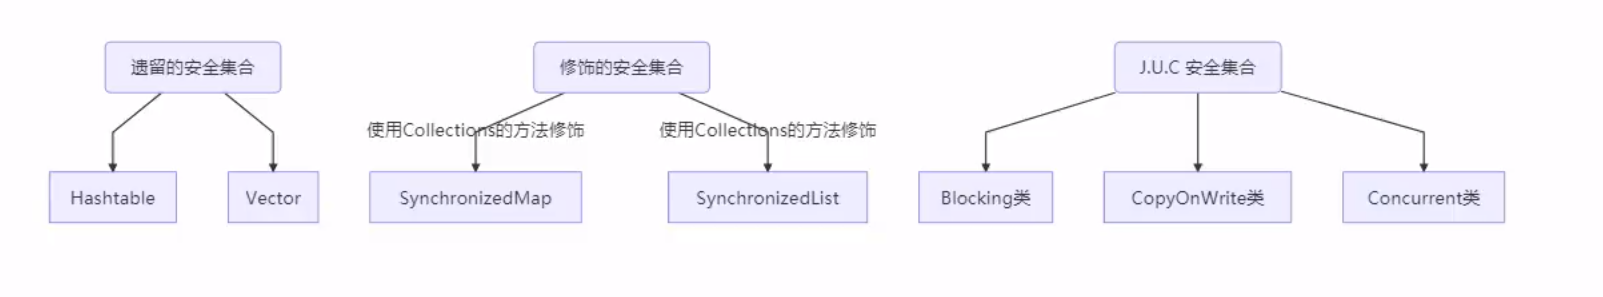 遗留的安全集合
修饰的安全集合
J.U.C 安全集合
使用Collections的方法修饰
使用Collections的方法修饰
Hashtable
Vector
SynchronizedMap
SynchronizedList
Blocking类
CopyOnWrite类
Concurrent类